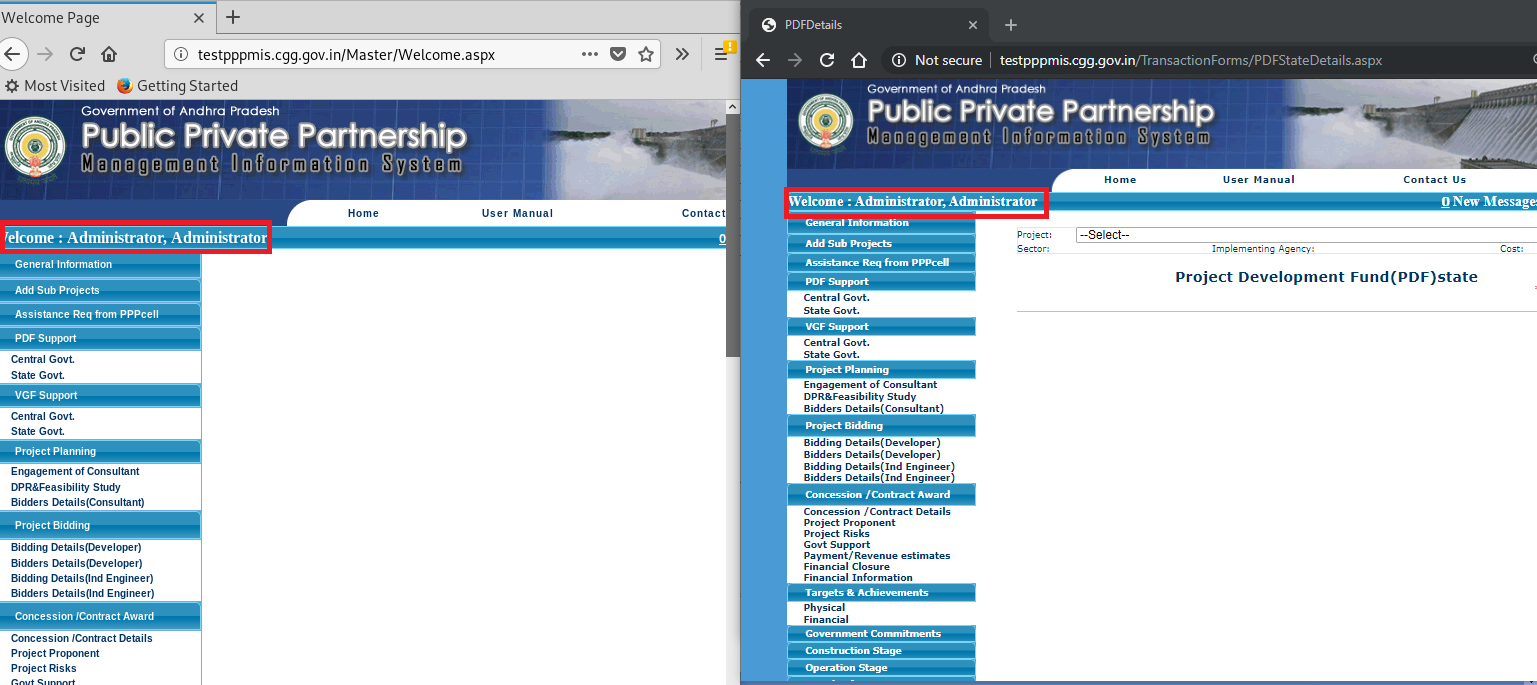 Welcome Page
testpppmis.cgg.gov.in/Master/Welcome.aspx
Most Visited
Getting Started
Government of Andhra Pradesh
Public Private Partnership
Management Information System
Home
User Manual
Contact
elcome : Administrator, Administrator
0
General Information
Add Sub Projects
Assistance Req from PPPcell
PDF Support
Central Govt.
State Govt.
VGF Support
Central Govt.
State Govt.
Project Planning
Engagement of Consultant
DPR&Feasibility Study
Bidders Details(Consultant)
Project Bidding
Bidding Details(Developer)
Bidders Details(Developer)
Bidding Details(Ind Engineer)
Bidders Details(Ind Engineer)
Concession /Contract Award
Concession /Contract Details
Project Proponent
Project Risks
Govt Support
PDFDetails
Not secure
testpppmis.cgg.gov.in/TransactionForms/PDFStateDetails.aspx
Government of Andhra Pradesh
Public Private Partnership
Management Information System
Home
User Manual
Contact Us
Welcome : Administrator, Administrator
0 New Messages
General Information
Add Sub Projects
Assistance Req from PPPcell
PDF Support
Central Govt.
State Govt.
VGF Support
Central Govt.
State Govt.
Project Planning
Engagement of Consultant
DPR&Feasibility Study
Bidders Details(Consultant)
Project Bidding
Bidding Details(Developer)
Bidders Details(Developer)
Bidding Details(Ind Engineer)
Bidders Details(Ind Engineer)
Concession /Contract Award
Concession /Contract Details
Project Proponent
Project Risks
Govt Support
Payment/Revenue estimates
Financial Closure
Financial Information
Targets & Achievements
Physical
Financial
Government Commitments
Construction Stage
Operation Stage
Project:
--Select--
Sector:
Implementing Agency:
Cost:
Project Development Fund(PDF)state